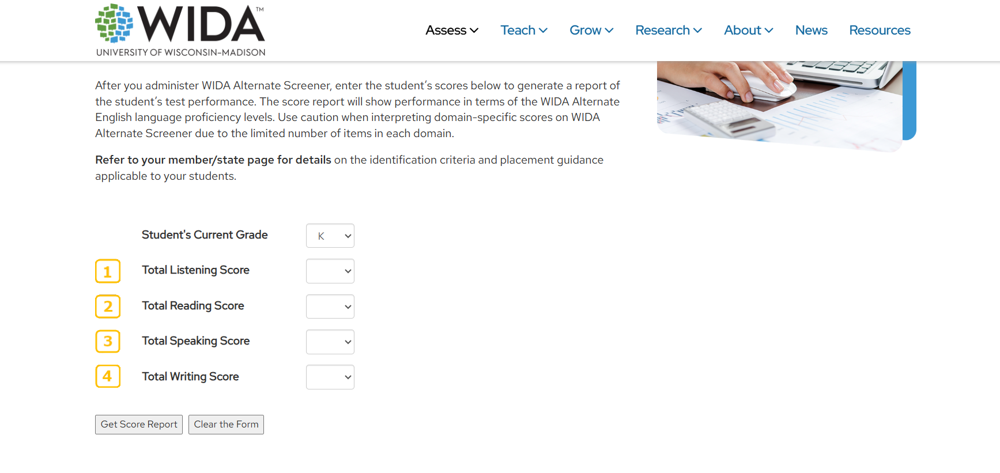 WIDA™
UNIVERSITY OF WISCONSIN–MADISON
Assess Teach Grow Research About News Resources
After you administer WIDA Alternate Screener, enter the student’s scores below to generate a report of
the student’s test performance. The score report will show performance in terms of the WIDA Alternate
English language proficiency levels. Use caution when interpreting domain-specific scores on WIDA
Alternate Screener due to the limited number of items in each domain.
Refer to your member/state page for details on the identification criteria and placement guidance
applicable to your students.
Student's Current Grade K
1 Total Listening Score
2 Total Reading Score
3 Total Speaking Score
4 Total Writing Score
Get Score Report Clear the Form